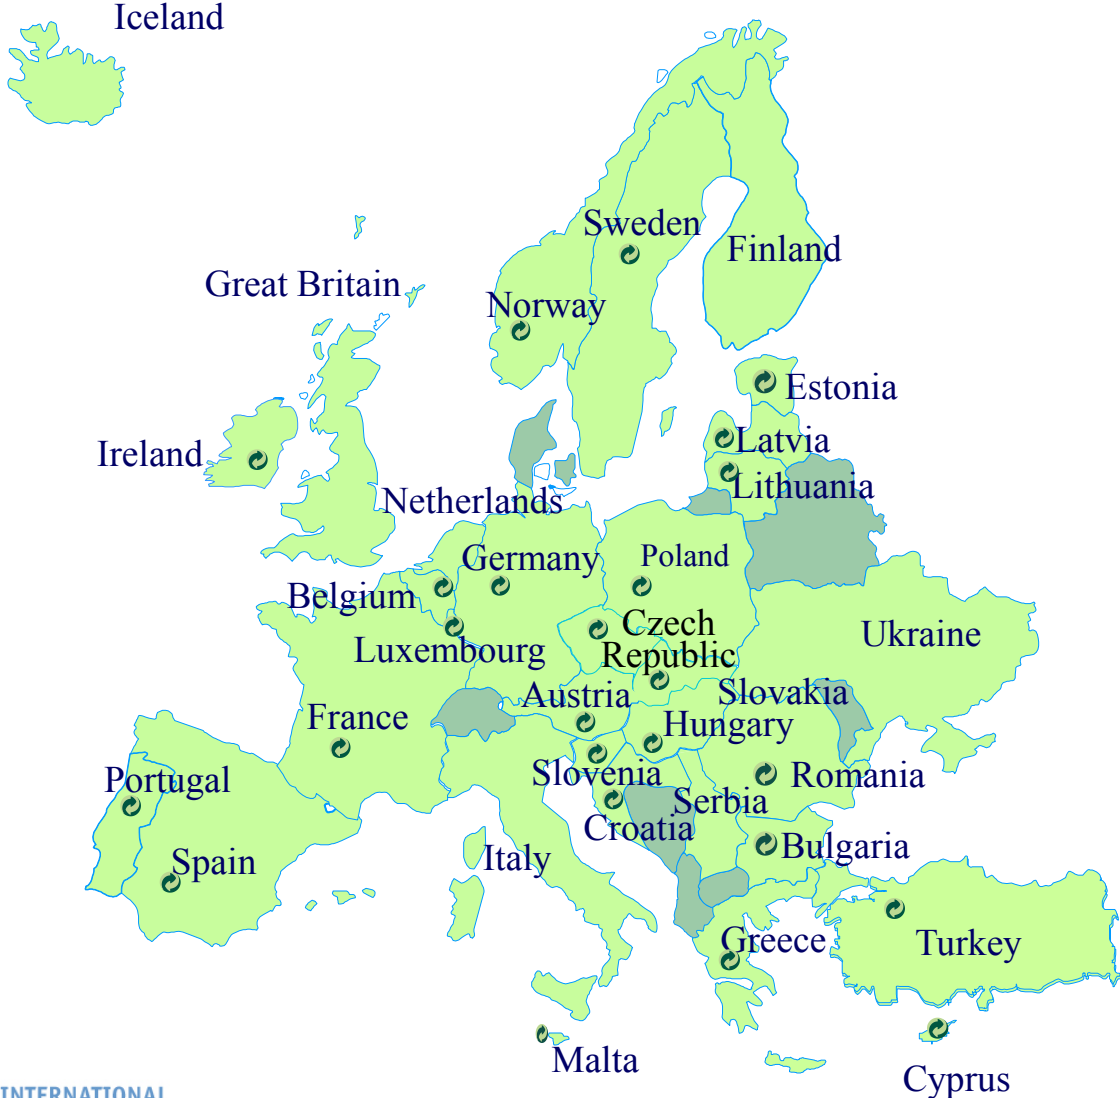 Iceland
Sweden
Finland
Great Britain
Norway
Estonia
Latvia
Ireland
Lithuania
Netherlands
Germany
Poland
Belgium
Czech
Republic
Ukraine
Luxembourg
Austria
Slovakia
France
Hungary
Slovenia
Romania
Portugal
Serbia
Croatia
Bulgaria
Italy
Spain
Greece
Turkey
Malta
Cyprus
INTERNATIONAL